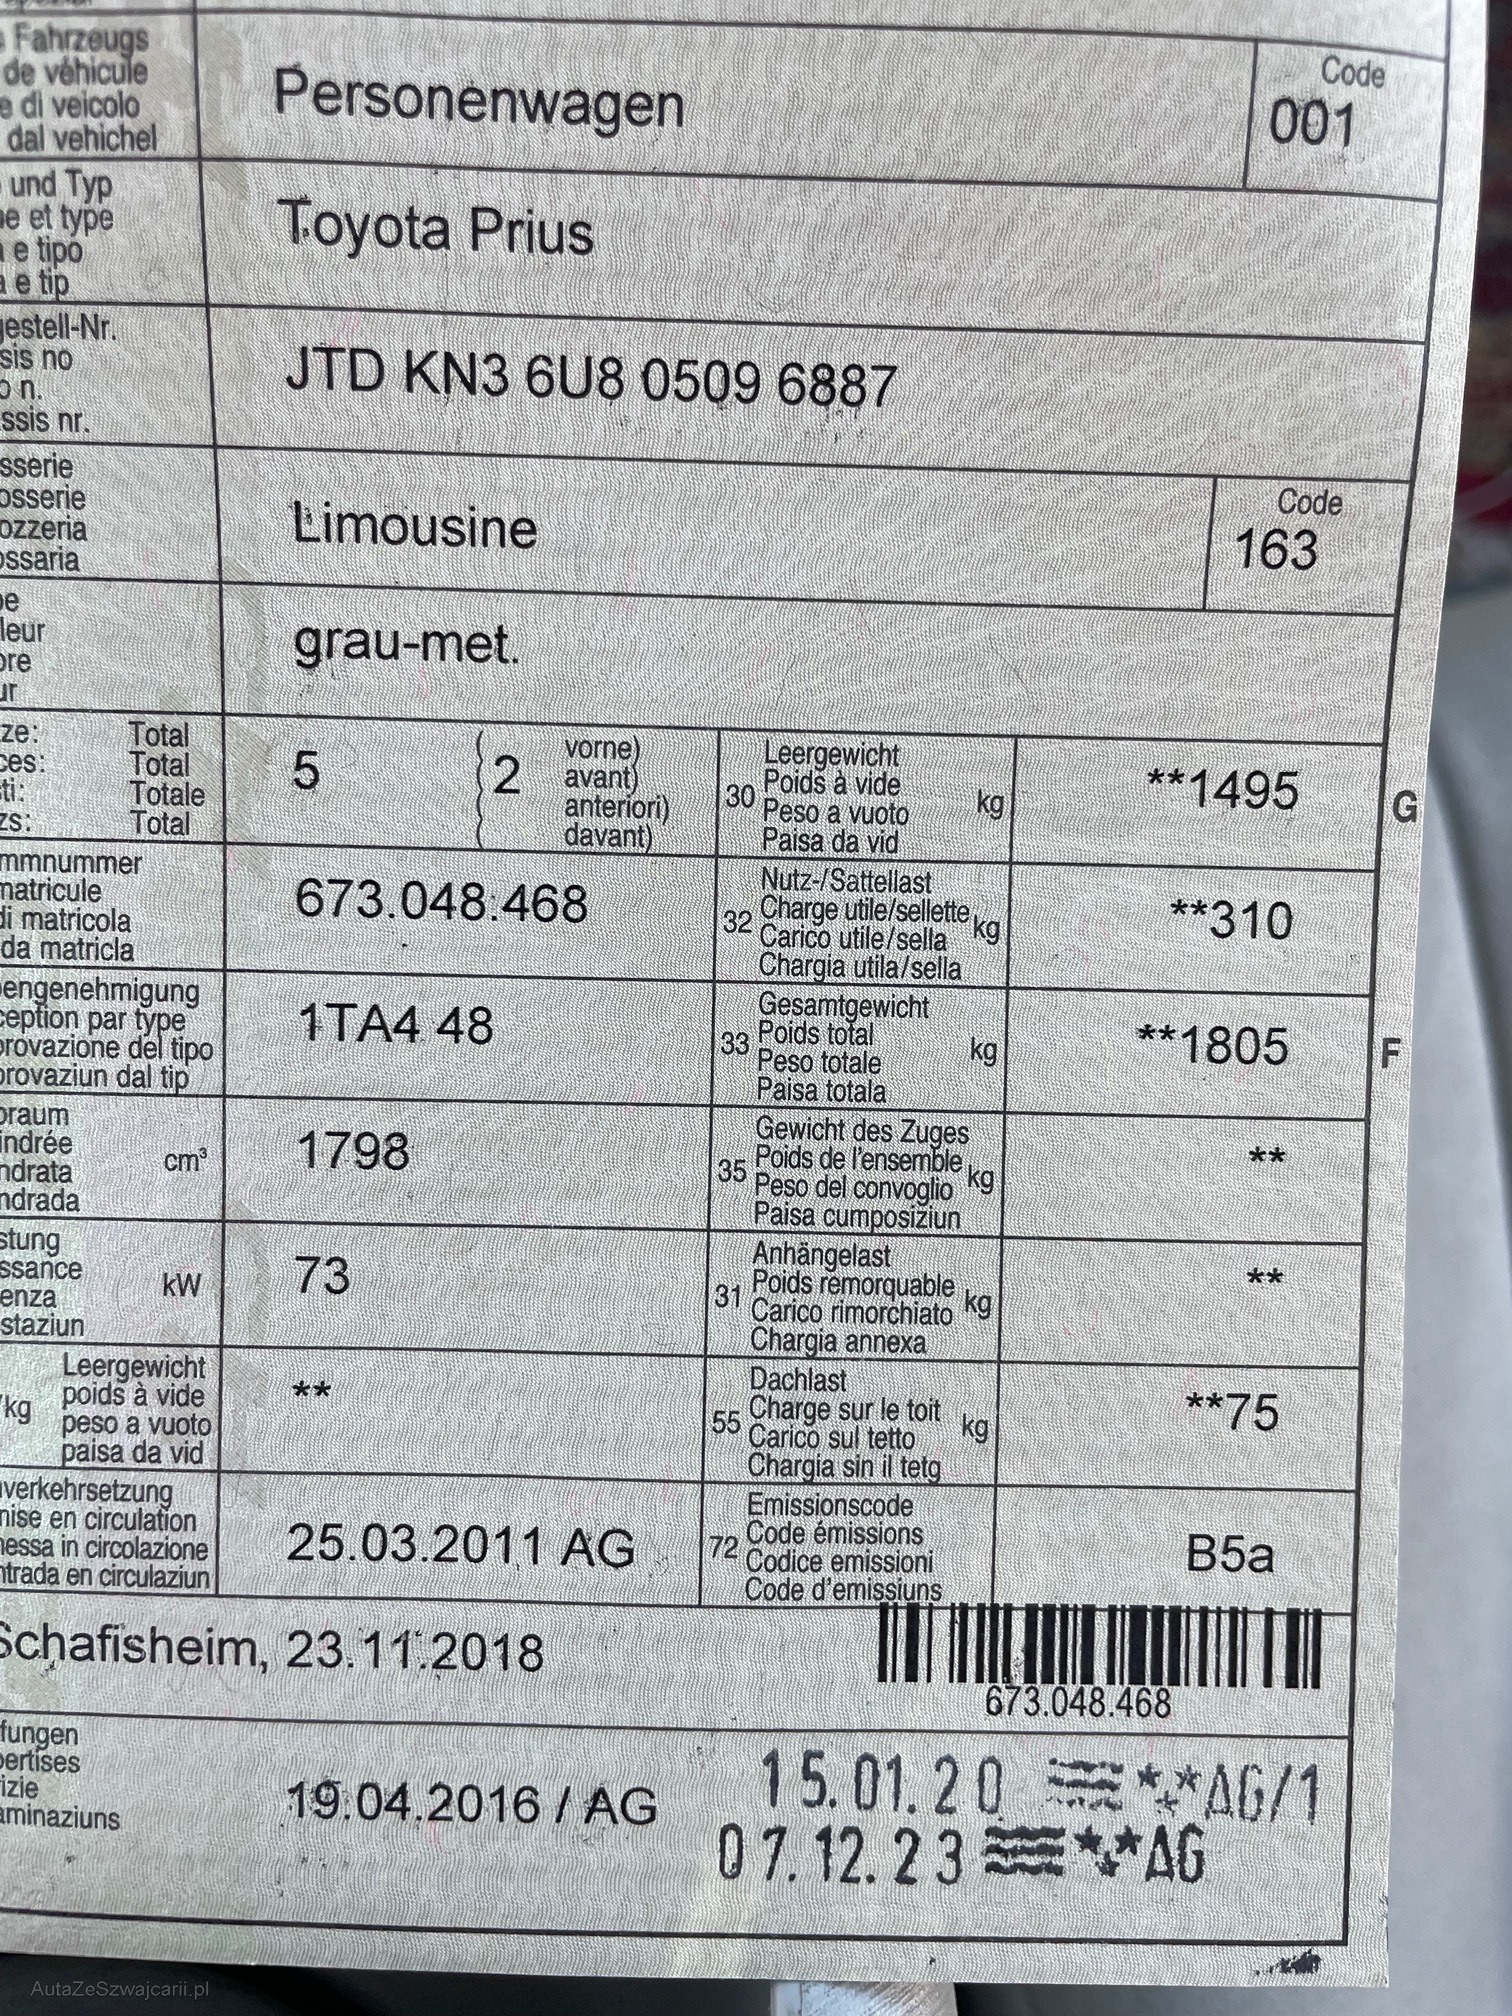 Fahrzeugs
de véhicule
di veicolo
dal vehichel
Personenwagen
Code
001
und Typ
et type
e tipo
e tip
Toyota Prius
gestell-Nr.
sis no
n.
ssis nr.
JTD KN3 6U8 0509 6887
sserie
osserie
ozzeria
ossaria
Limousine
Code
163
leur
grau-met.
ze: Total
ces: Total
ti: Totale
zs: Total
5
2
vorne)
avant)
anteriori)
davant)
30
Leergewicht
Poids à vide
Peso a vuoto
Paisa da vid
kg
**1495
G
mmnummer
matricule
di matricola
da matricla
673.048.468
32
Nutz-/Sattellast
Charge utile/sellette
Carico utile/sella
Chargia utila/sella
kg
**310
engenehmigung
ception par type
provazione del tipo
provaziun dal tip
1TA4 48
33
Gesamtgewicht
Poids total
Peso totale
Paisa totala
kg
**1805
F
oraum
indrée
ndrata
ndrada
cm³
1798
35
Gewicht des Zuges
Poids de l'ensemble
Peso del convoglio
Paisa cumposiziun
kg
**
stung
ssance
enza
staziun
kW
73
31
Anhängelast
Poids remorquable
Carico rimorchiato
Chargia annexa
kg
**
/kg
Leergewicht
poids à vide
peso a vuoto
paisa da vid
**
55
Dachlast
Charge sur le toit
Carico sul tetto
Chargia sin il tetg
kg
**75
verkehrsetzung
mise en circulation
messa in circolazione
ntrada en circulaziun
25.03.2011 AG
72
Emissionscode
Code émissions
Codice emissioni
Code d'emissiuns
B5a
Schafisheim, 23.11.2018
673.048.468
fungen
pertises
izie
aminaziuns
19.04.2016 / AG
15.01.20 **AG/1
07.12.23 **AG
AutaZeSzwajcarii.pl